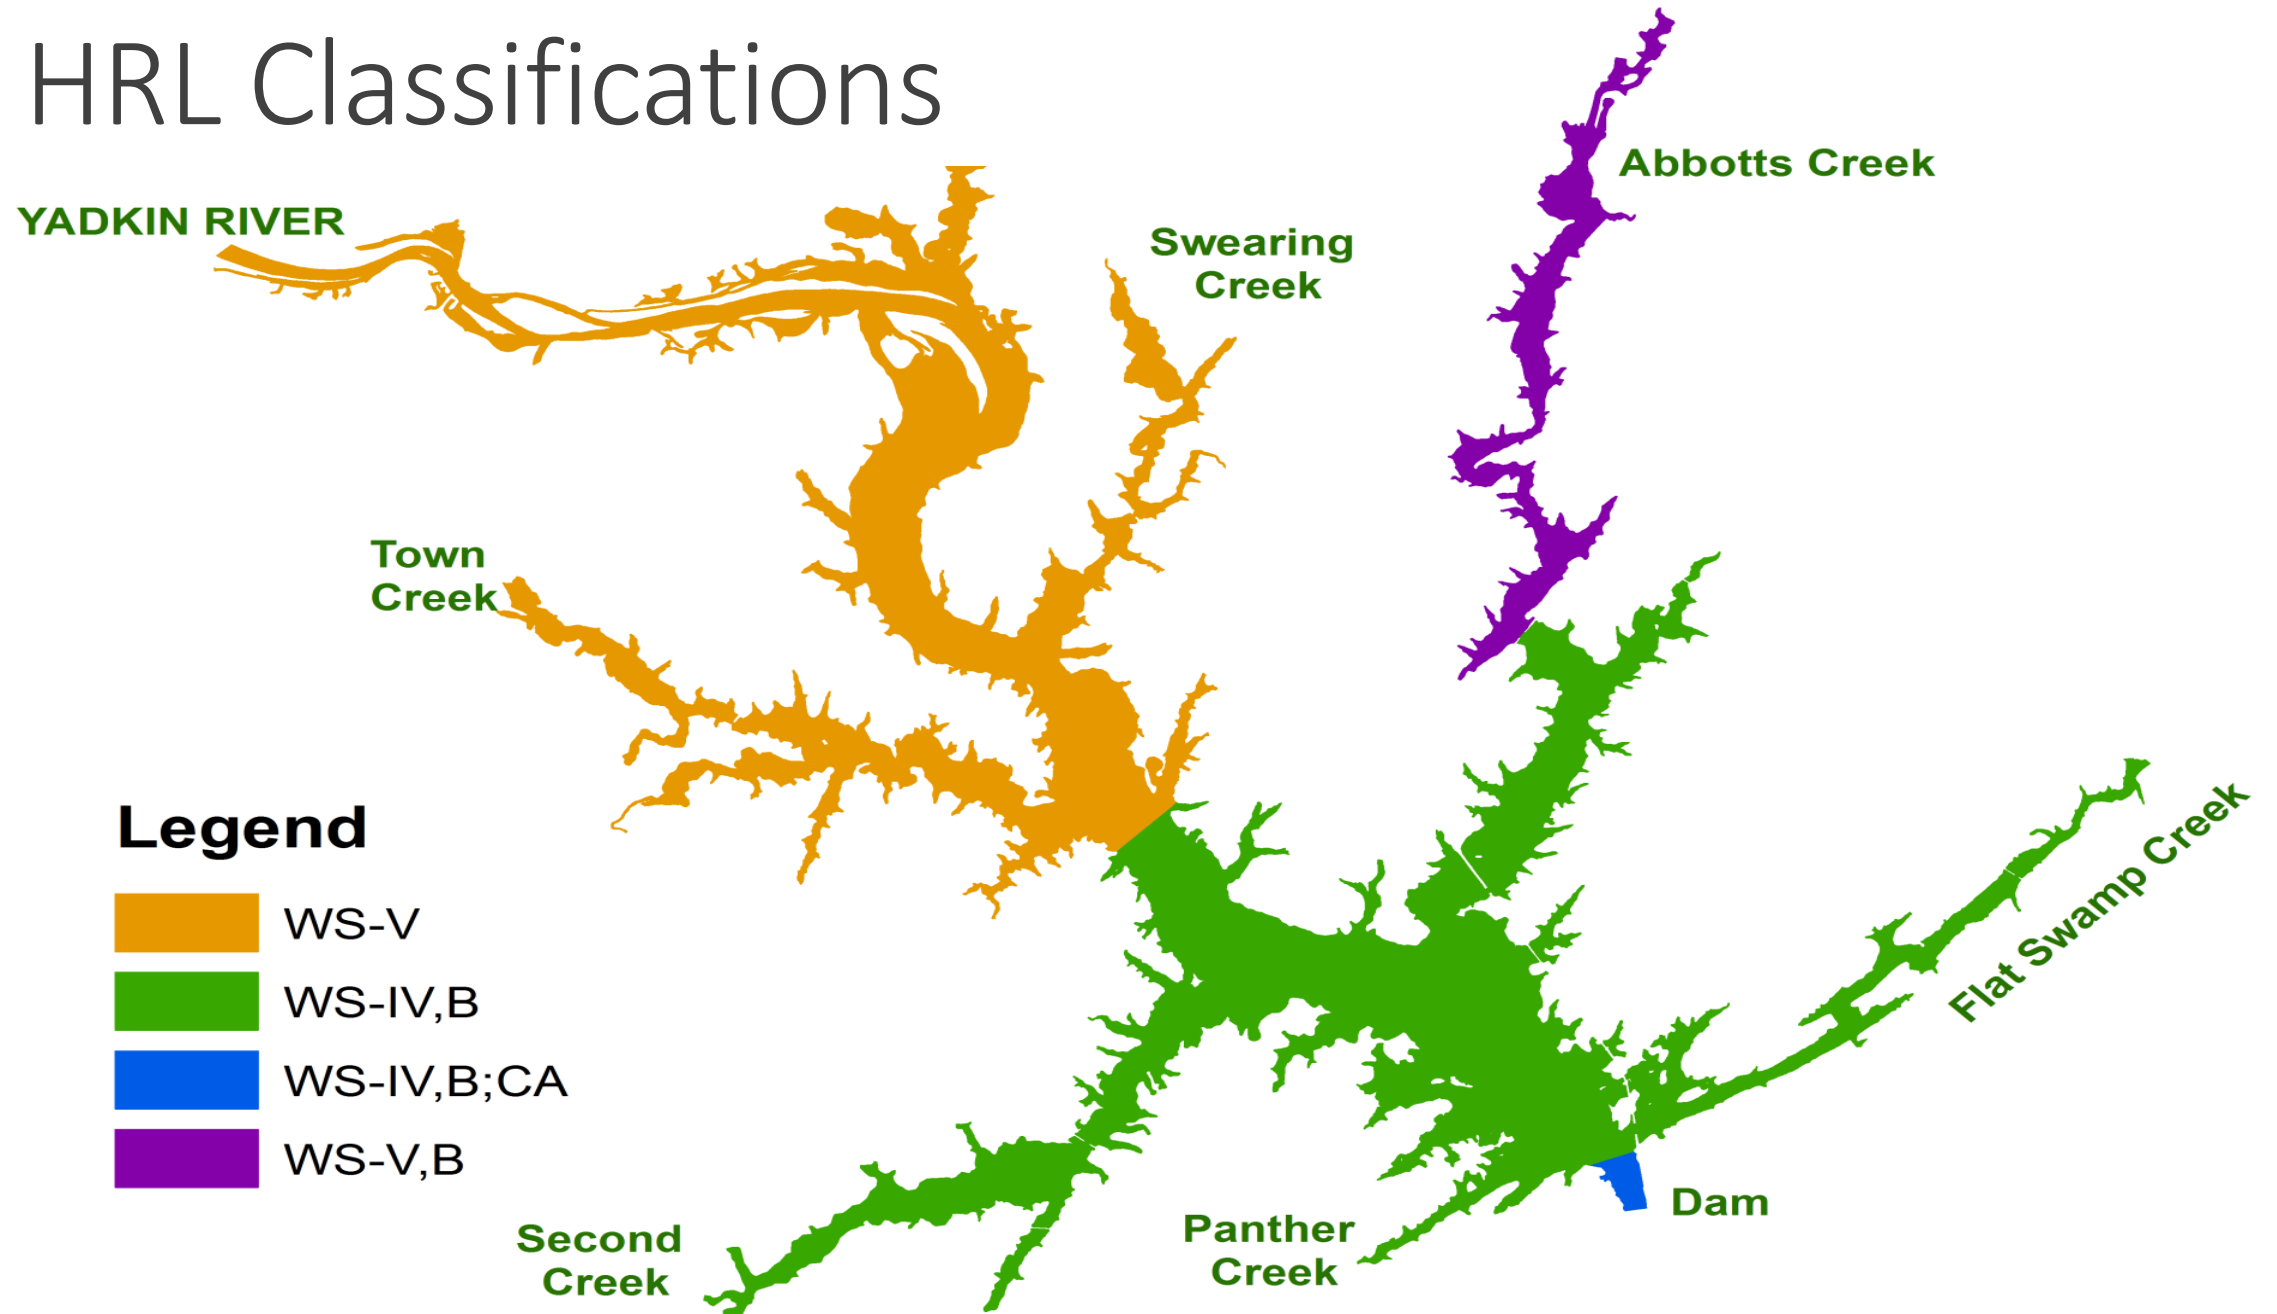 HRL Classifications
YADKIN RIVER
Abbotts Creek
Swearing
Creek
Town
Creek
Legend
WS-V
WS-IV,B
WS-IV,B;CA
WS-V,B
Flat Swamp Creek
Dam
Second
Creek
Panther
Creek